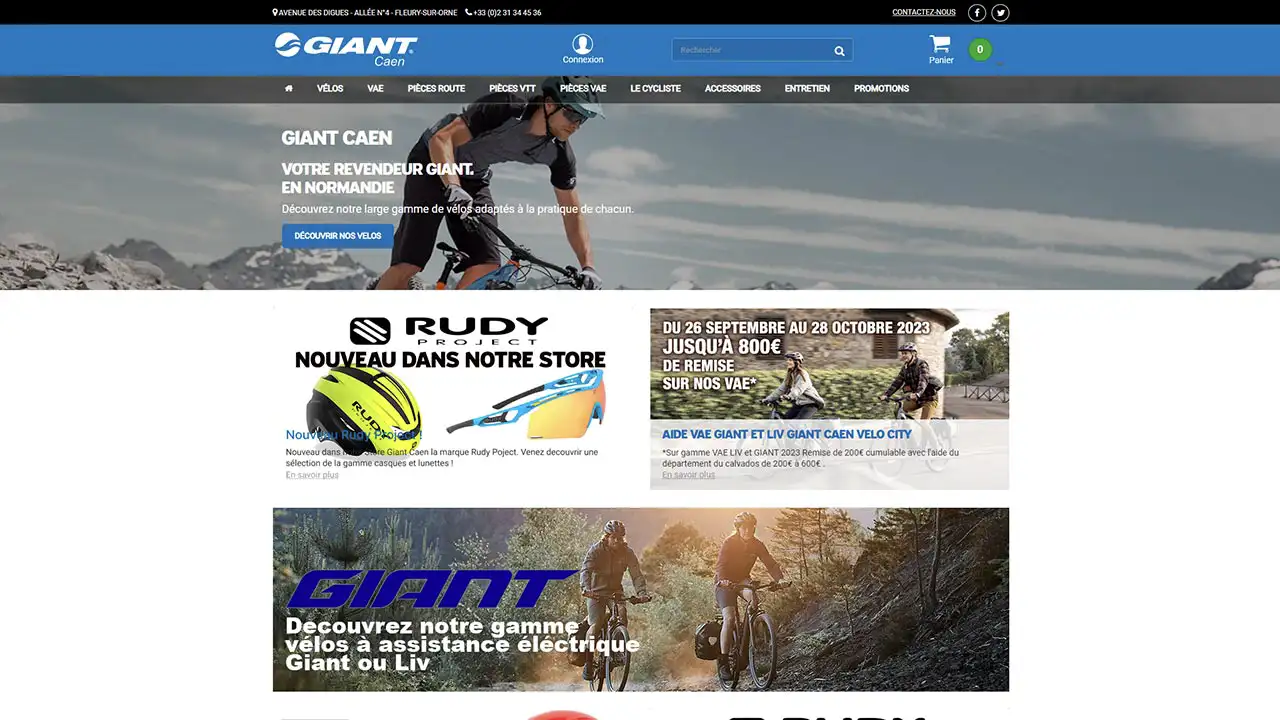 AVENUE DES DIGUES - ALLÉE N°4 - FLEURY-SUR-ORNE +33 (0)2 31 34 45 36 CONTACTEZ-NOUS
GIANT
Caen
Connexion
Rechercher
Panier
0
VÉLOS VAE PIÈCES ROUTE PIÈCES VTT PIÈCES VAE LE CYCLISTE ACCESSOIRES ENTRETIEN PROMOTIONS
GIANT CAEN
VOTRE REVENDEUR GIANT.
EN NORMANDIE
Découvrez notre large gamme de vélos adaptés à la pratique de chacun.
DÉCOUVRIR NOS VELOS
RUDY
PROJECT
NOUVEAU DANS NOTRE STORE
RUDY
Nouveau Rudy Project !
Nouveau dans notre Store Giant Caen la marque Rudy Poject. Venez decouvrir une
sélection de la gamme casques et lunettes !
En savoir plus
DU 26 SEPTEMBRE AU 28 OCTOBRE 2023
JUSQU'À 800€
DE REMISE
SUR NOS VAE*
AIDE VAE GIANT ET LIV GIANT CAEN VELO CITY
*Sur gamme VAE LIV et GIANT 2023 Remise de 200€ cumulable avec l'aide du
département du calvados de 200€ à 600€ .
En savoir plus
GIANT
Decouvrez notre gamme
vélos à assistance éléctrique
Giant ou Liv